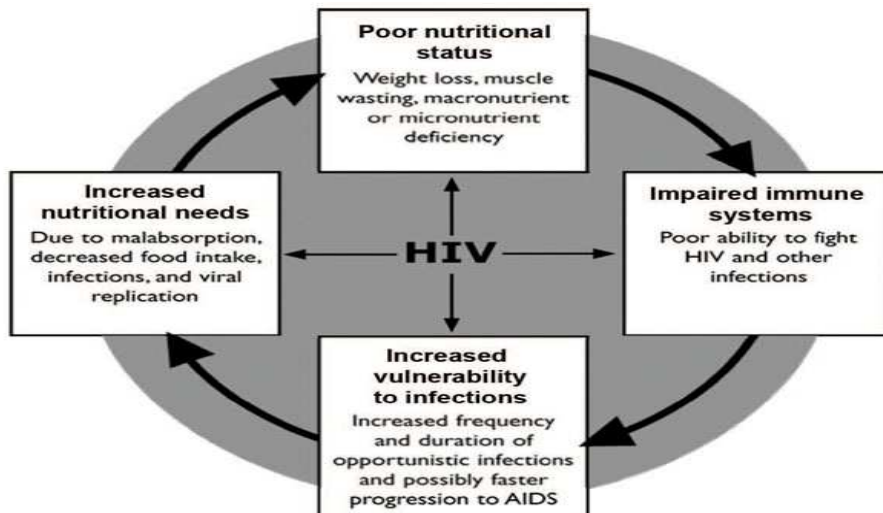 Poor nutritional
status
Weight loss, muscle
wasting, macronutrient
or micronutrient
deficiency
Increased
nutritional needs
Due to malabsorption,
decreased food intake,
infections, and viral
replication
HIV
Impaired immune
systems
Poor ability to fight
HIV and other
infections
Increased
vulnerability
to infections
Increased frequency
and duration of
opportunistic infections
and possibly faster
progression to AIDS